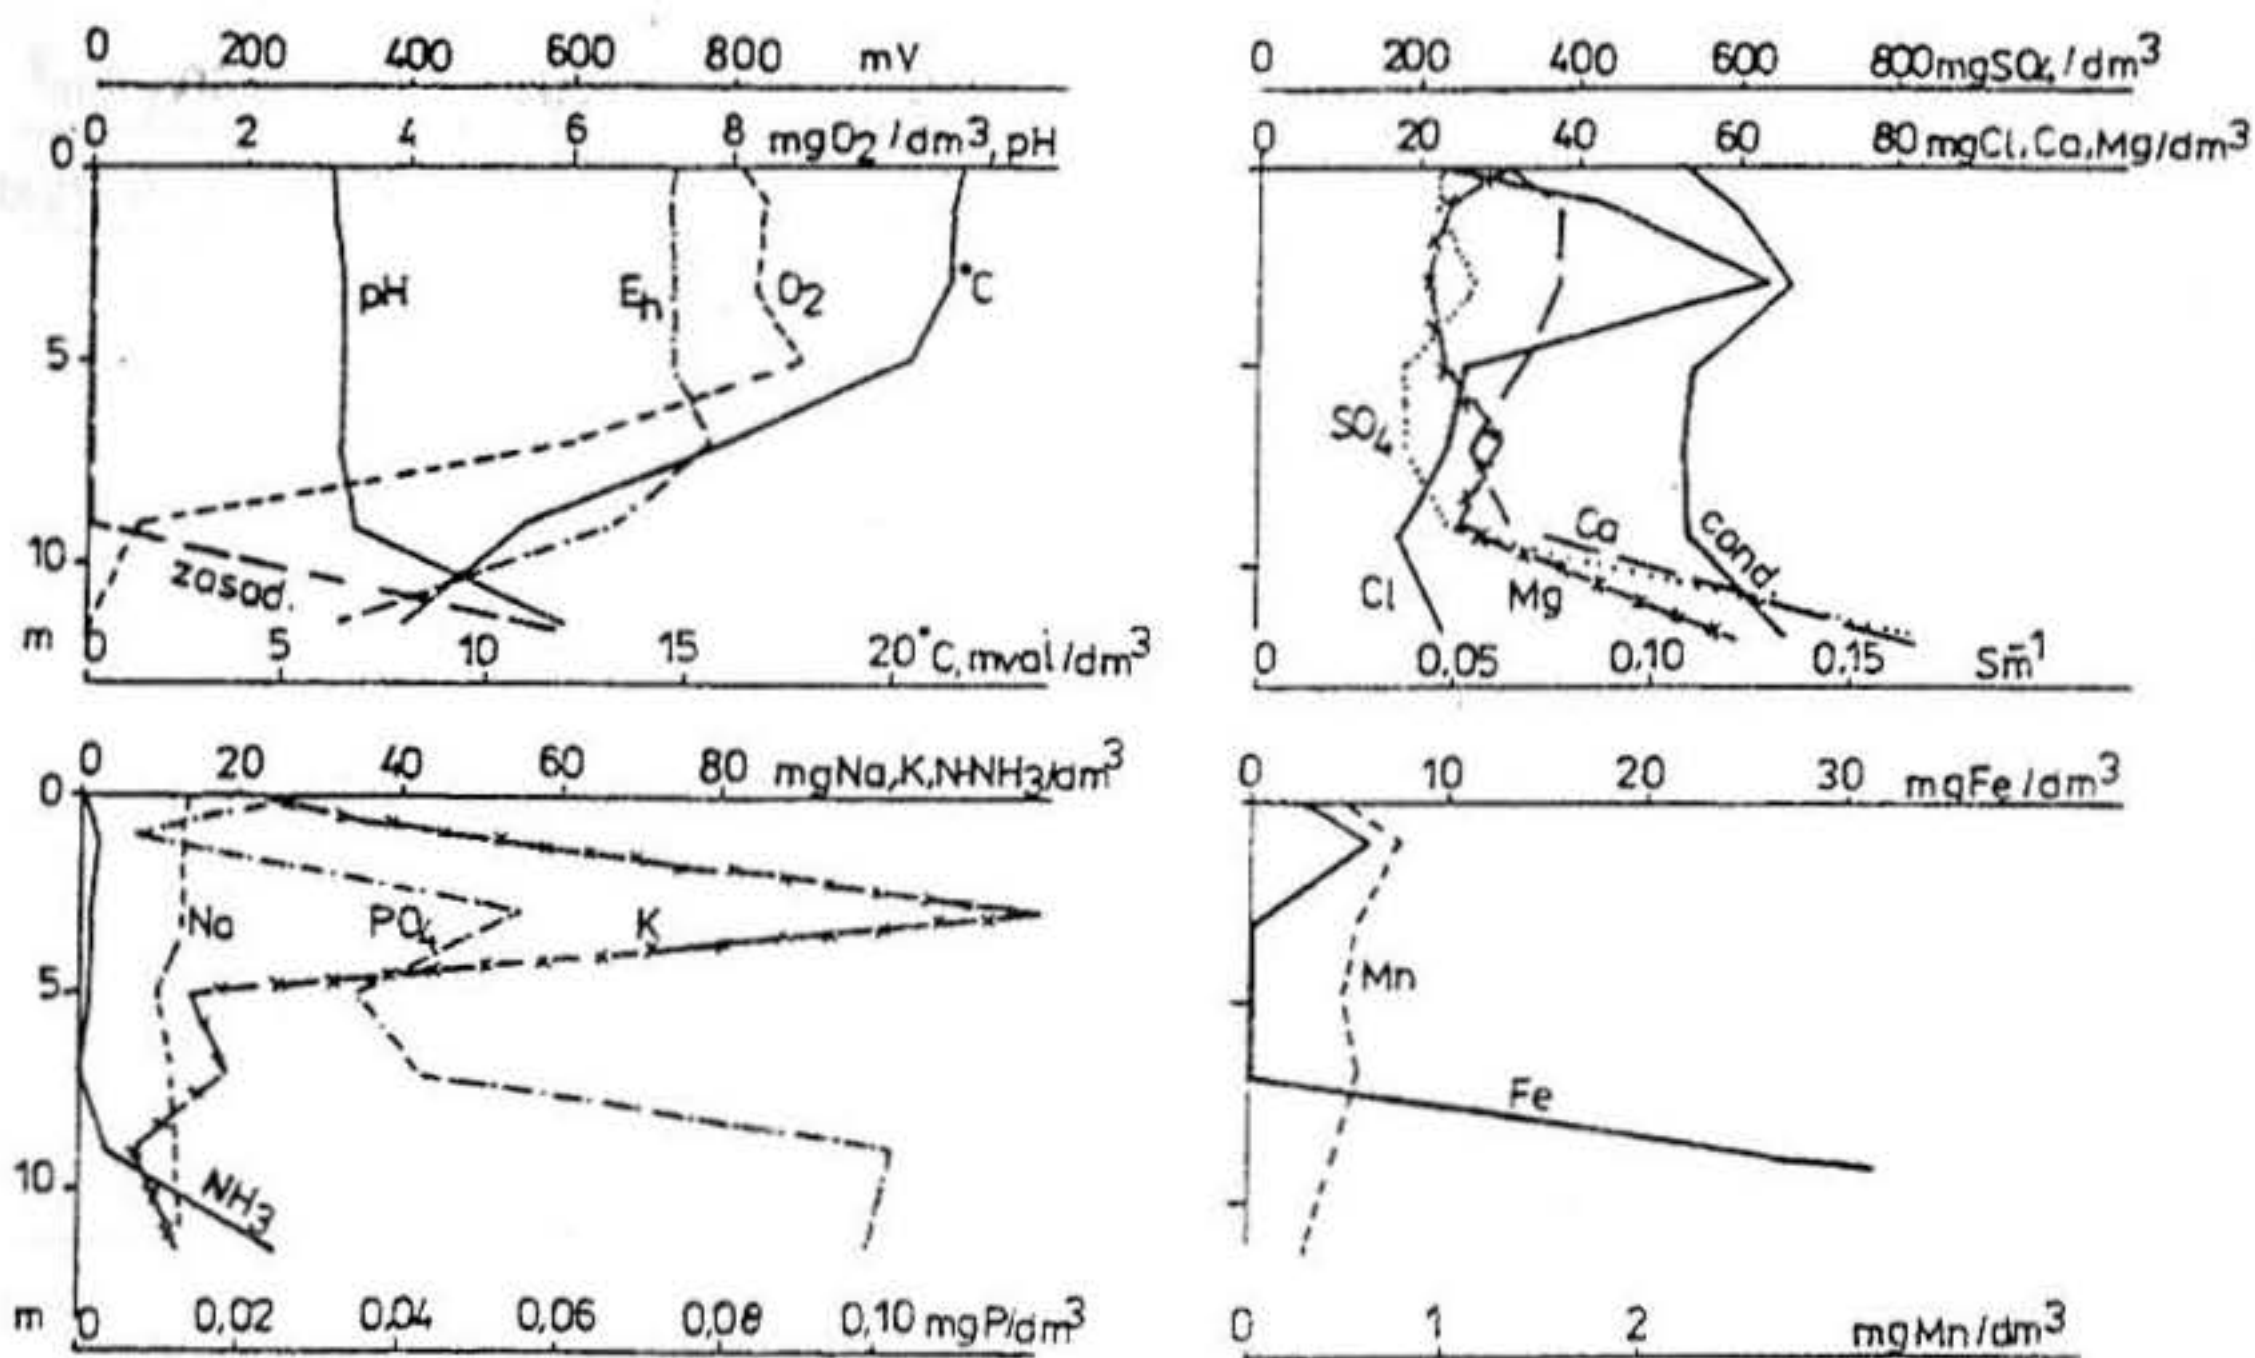 0 200 400 600 800 mV
0 2 4 6 8 mgO2/dm3, pH
0
pH
Eh
O2
°C
5
10
zasad.
m
0 5 10 15 20°C, mval/dm3
0 200 400 600 800mgSO4/dm3
0 20 40 60 80mgCl,Ca,Mg/dm3
SO4
Ca
cond.
Cl
Mg
0 0,05 0,10 0,15 Sm-1
0 20 40 60 80 mgNa,K,N-NH3/dm3
0
Na
PO4
K
5
10
NH3
m
0 0,02 0,04 0,06 0,08 0,10 mgP/dm3
0 10 20 30 mgFe/dm3
Mn
Fe
0 1 2 mgMn/dm3